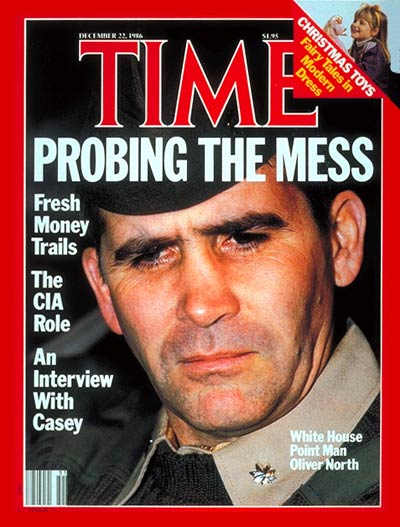 DECEMBER 22, 1986
$1.95
CHRISTMAS TOYS
Fairy Tales in
Modern
Dress
TIME
PROBING THE MESS
Fresh
Money
Trails
The
CIA
Role
An
Interview
With
Casey
White House
Point Man
Oliver North
51